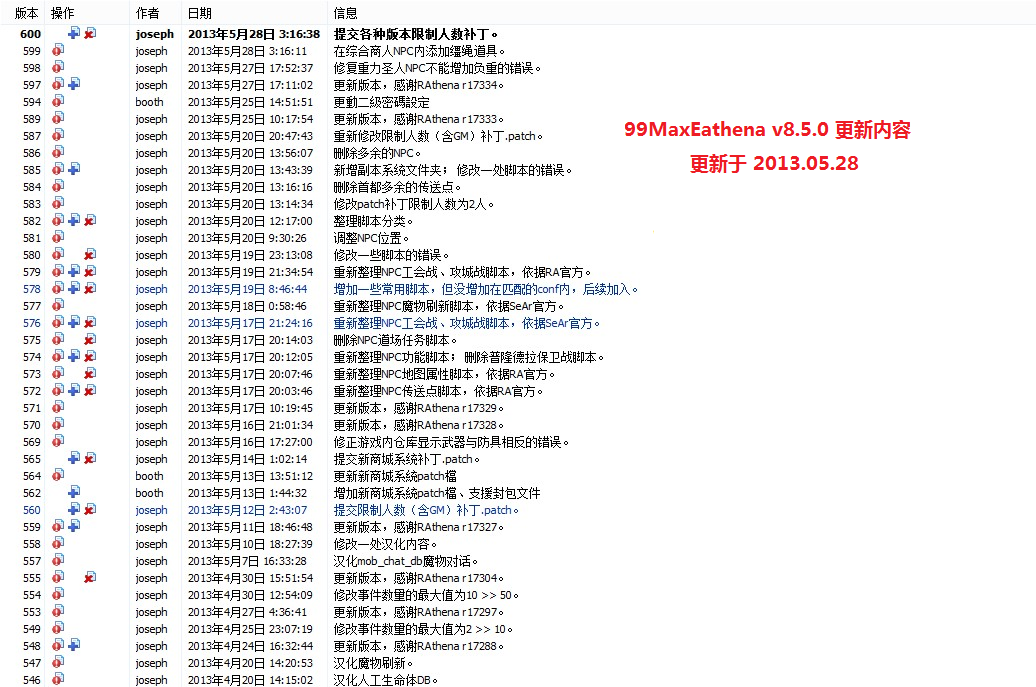 版本 操作 作者 日期 信息
600 joseph 2013年5月28日 3:16:38 提交各种版本限制人数补丁。
599 joseph 2013年5月28日 3:16:11 在综合商人NPC内添加缰绳道具。
598 joseph 2013年5月27日 17:52:37 修复重力圣人NPC不能增加负重的错误。
597 joseph 2013年5月27日 17:11:02 更新版本，感谢RAthena r17334。
594 booth 2013年5月25日 14:51:51 更動二級密碼設定
589 joseph 2013年5月25日 10:17:54 更新版本，感谢RAthena r17333。
587 joseph 2013年5月20日 20:47:43 重新修改限制人数（含GM）补丁.patch。
586 joseph 2013年5月20日 13:56:07 删除多余的NPC。
585 joseph 2013年5月20日 13:43:39 新增副本系统文件夹； 修改一处脚本的错误。
584 joseph 2013年5月20日 13:16:16 删除首都多余的传送点。
583 joseph 2013年5月20日 13:14:34 修改patch补丁限制人数为2人。
582 joseph 2013年5月20日 12:17:00 整理脚本分类。
581 joseph 2013年5月20日 9:30:26 调整NPC位置。
580 joseph 2013年5月19日 23:13:08 修改一些脚本的错误。
579 joseph 2013年5月19日 21:34:54 重新整理NPC工会战、攻城战脚本，依据RA官方。
578 joseph 2013年5月19日 8:46:44 增加一些常用脚本，但没增加在匹配的conf内，后续加入。
577 joseph 2013年5月18日 0:58:46 重新整理NPC魔物刷新脚本，依据SeAr官方。
576 joseph 2013年5月17日 21:24:16 重新整理NPC工会战、攻城战脚本，依据SeAr官方。
575 joseph 2013年5月17日 20:14:03 删除NPC道场任务脚本。
574 joseph 2013年5月17日 20:12:05 重新整理NPC功能脚本； 删除普隆德拉保卫战脚本。
573 joseph 2013年5月17日 20:07:46 重新整理NPC地图属性脚本，依据RA官方。
572 joseph 2013年5月17日 20:03:46 重新整理NPC传送点脚本，依据RA官方。
571 joseph 2013年5月17日 10:19:45 更新版本，感谢RAthena r17329。
570 joseph 2013年5月16日 21:01:34 更新版本，感谢RAthena r17328。
569 joseph 2013年5月16日 17:27:00 修正游戏内仓库显示武器与防具相反的错误。
565 joseph 2013年5月14日 1:02:14 提交新商城系统补丁.patch。
564 booth 2013年5月13日 13:51:12 更新新商城系統patch檔
562 booth 2013年5月13日 1:44:32 增加新商城系統patch檔、支援封包文件
560 joseph 2013年5月12日 2:43:07 提交限制人数（含GM）补丁.patch。
559 joseph 2013年5月11日 18:46:48 更新版本，感谢RAthena r17327。
558 joseph 2013年5月10日 18:27:39 修改一处汉化内容。
557 joseph 2013年5月7日 16:33:28 汉化mob_chat_db魔物对话。
555 joseph 2013年4月30日 15:51:54 更新版本，感谢RAthena r17304。
554 joseph 2013年4月30日 12:54:09 修改事件数量的最大值为10 >> 50。
553 joseph 2013年4月27日 4:36:41 更新版本，感谢RAthena r17297。
549 joseph 2013年4月25日 23:07:19 修改事件数量的最大值为2 >> 10。
548 joseph 2013年4月24日 16:32:44 更新版本，感谢RAthena r17288。
547 joseph 2013年4月20日 14:20:53 汉化魔物刷新。
546 joseph 2013年4月20日 14:15:02 汉化人工生命体DB。
99MaxEathena v8.5.0 更新内容
更新于 2013.05.28